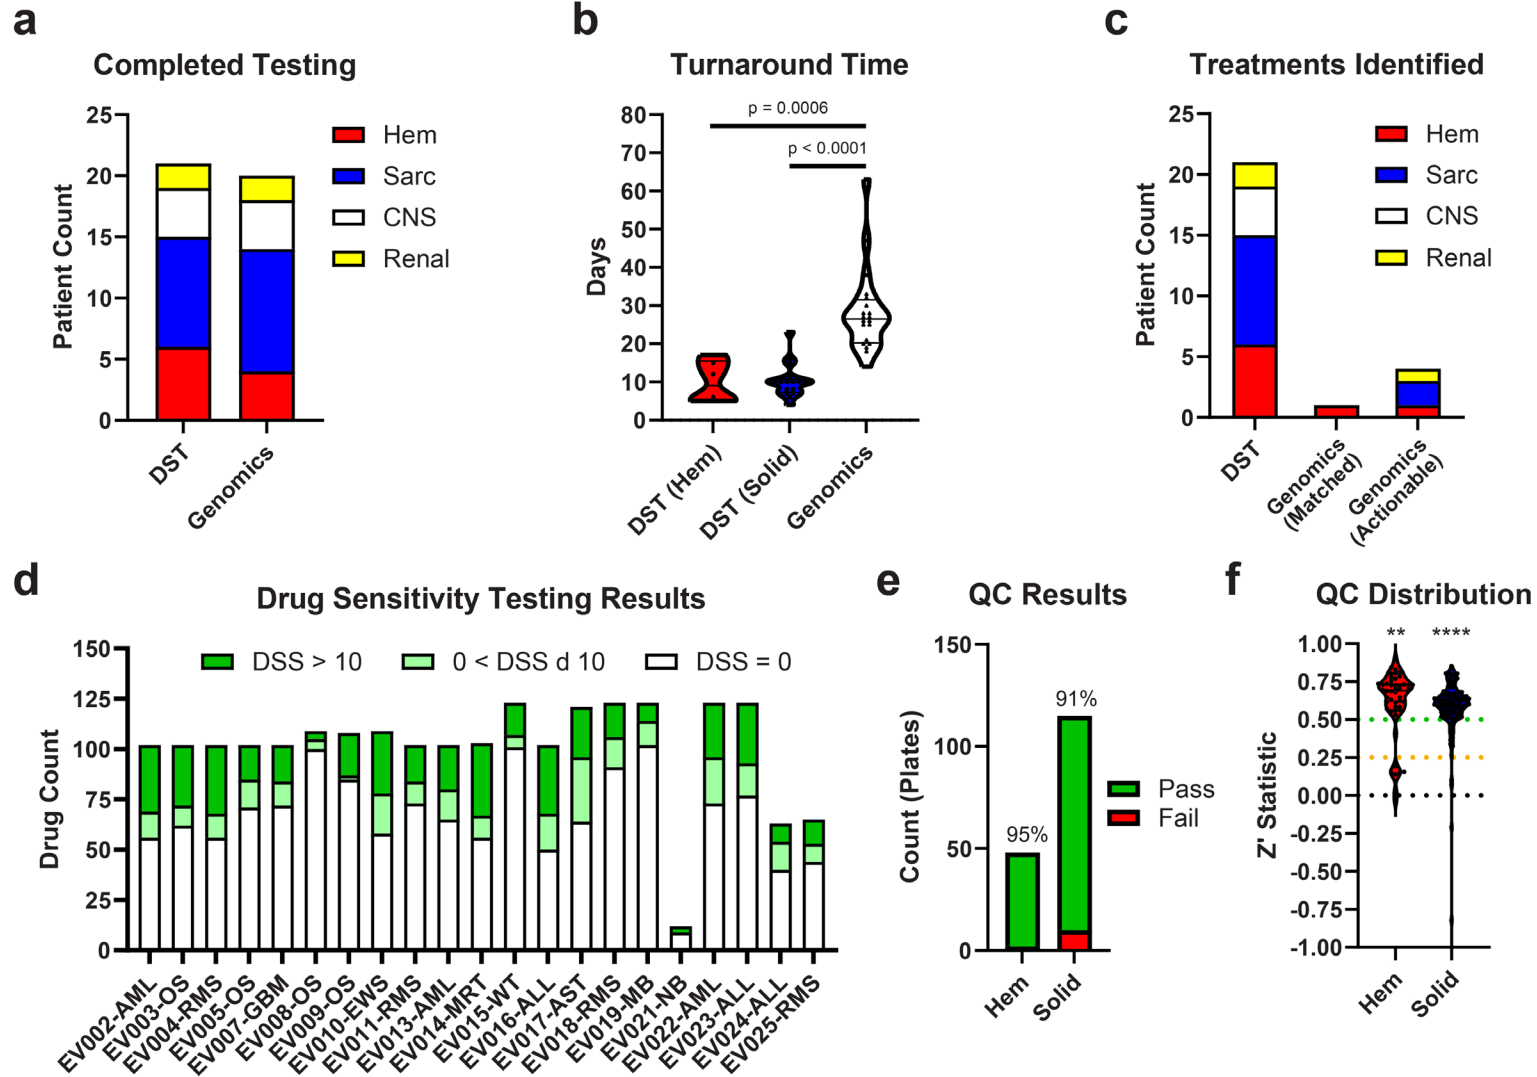 a
Completed Testing
25
20
15
10
5
0
Patient Count
Hem
Sarc
CNS
Renal
DST
Genomics
b
Turnaround Time
p = 0.0006
p < 0.0001
80
70
60
50
40
30
20
10
0
Days
DST (Hem)
DST (Solid)
Genomics
c
Treatments Identified
25
20
15
10
5
0
Patient Count
Hem
Sarc
CNS
Renal
DST
Genomics
(Matched)
Genomics
(Actionable)
d
Drug Sensitivity Testing Results
DSS > 10
0 < DSS d 10
DSS = 0
150
125
100
75
50
25
0
Drug Count
EV002-AML
EV003-OS
EV004-RMS
EV005-OS
EV007-GBM
EV008-OS
EV009-OS
EV010-EWS
EV011-RMS
EV013-AML
EV014-MRT
EV015-WT
EV016-ALL
EV017-AST
EV018-RMS
EV019-MB
EV021-NB
EV022-AML
EV023-ALL
EV024-ALL
EV025-RMS
e
QC Results
150
100
50
0
Count (Plates)
95%
91%
Pass
Fail
Hem
Solid
f
QC Distribution
**
****
1.00
0.75
0.50
0.25
0.00
-0.25
-0.50
-0.75
-1.00
Z' Statistic
Hem
Solid